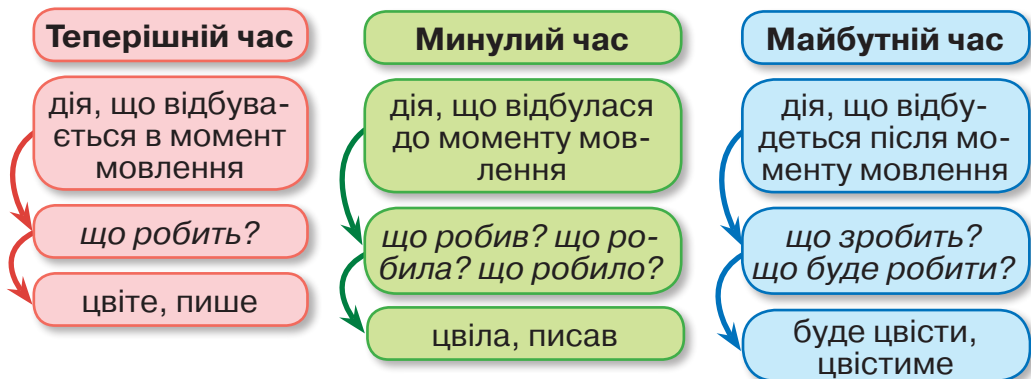 Теперішній час
дія, що відбува-
ється в момент
мовлення
що робить?
цвіте, пише
Минулий час
дія, що відбулася
до моменту мов-
лення
що робив? що ро-
била? що робило?
цвіла, писав
Майбутній час
дія, що відбу-
деться після мо-
менту мовлення
що зробить?
що буде робити?
буде цвісти,
цвістиме